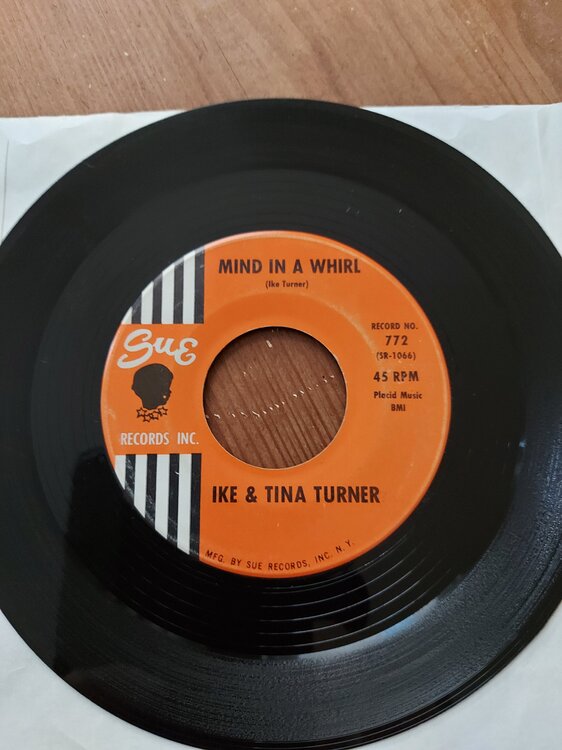 MIND IN A WHIRL
(Ike Turner)
RECORD NO.
772
(SR-1066)
45 RPM
Placid Music
BMI
SuE
RECORDS INC.
IKE & TINA TURNER
MFG. BY SUE RECORDS, INC. N. Y.